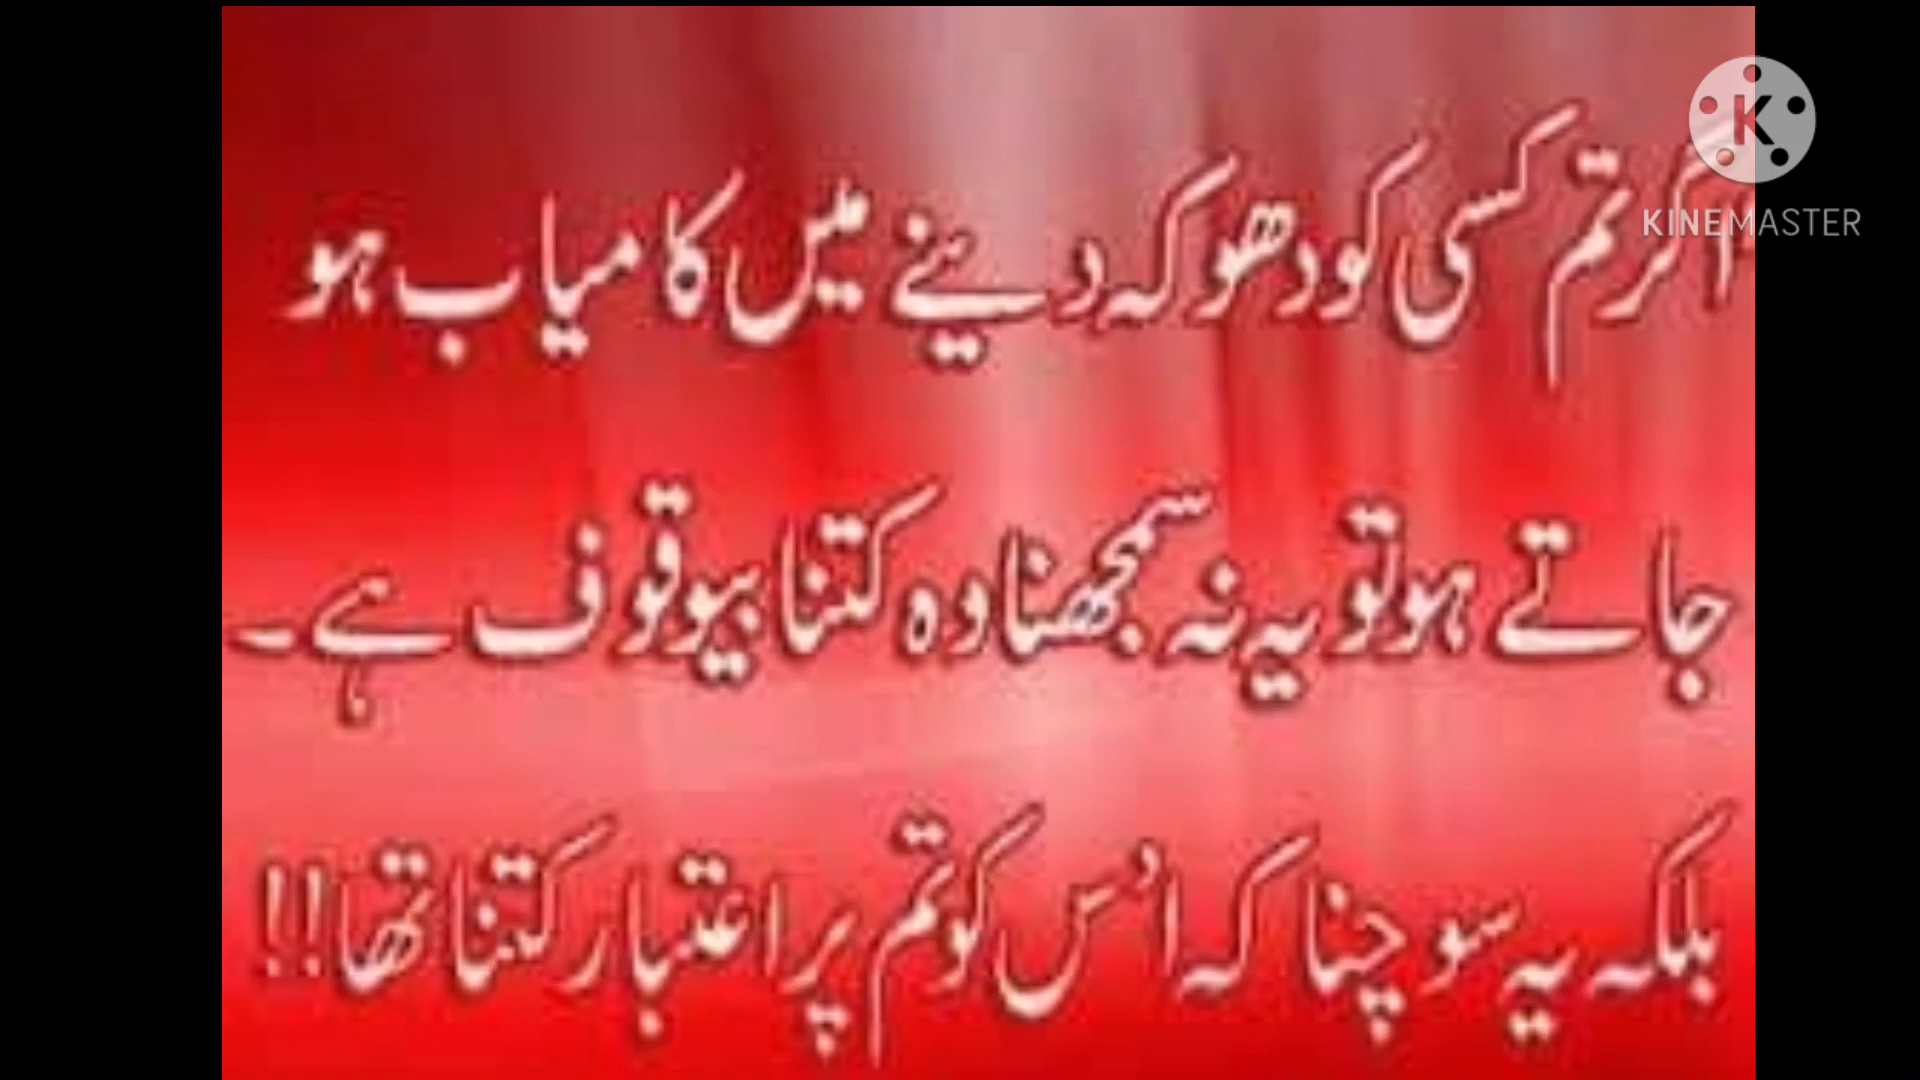 اگر تم کسی کو دھوکہ دینے میں کامیاب ہو
جاتے ہو تو یہ نہ سمجھنا وہ کتنا بیوقوف ہے۔
بلکہ یہ سوچنا کہ اُس کو تم پر اعتبار کتنا تھا!!
KINEMASTER